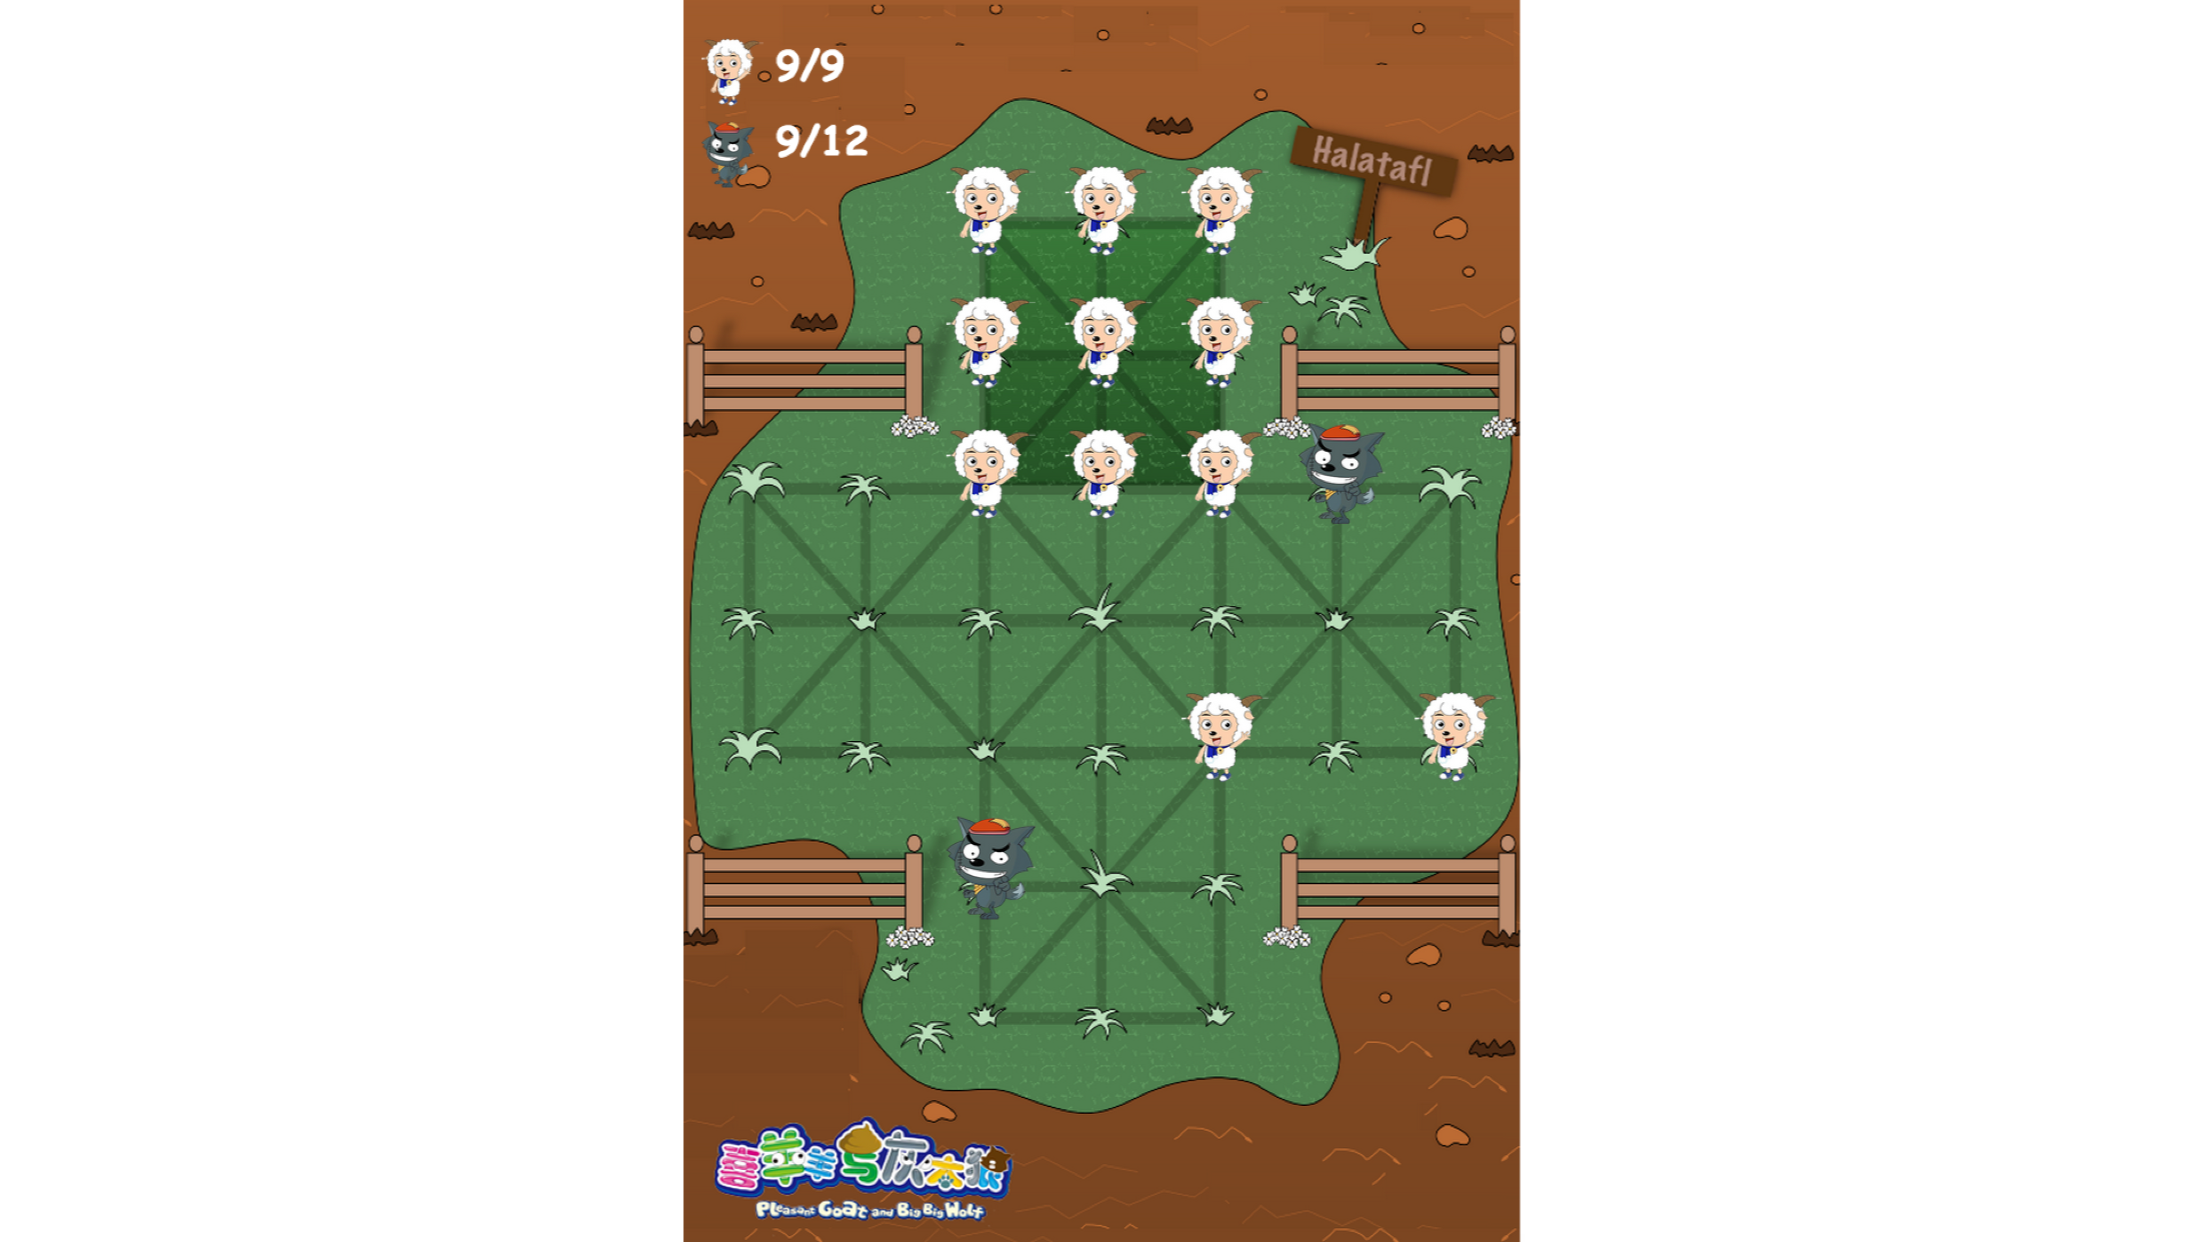 9/9
9/12
Halatafl
喜羊羊与灰太狼
Pleasant Goat and Big Big Wolf